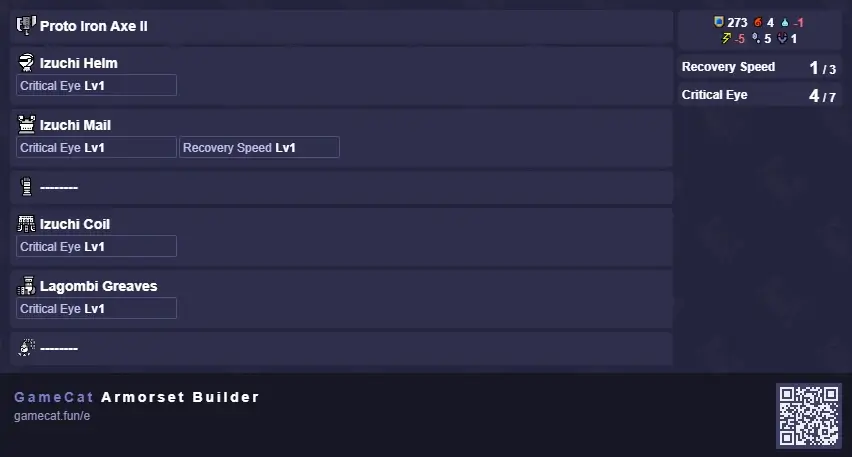 Proto Iron Axe II
Izuchi Helm
Critical Eye Lv1
Izuchi Mail
Critical Eye Lv1 Recovery Speed Lv1
--------
Izuchi Coil
Critical Eye Lv1
Lagombi Greaves
Critical Eye Lv1
--------
273 4 -1
-5 5 1
Recovery Speed 1 / 3
Critical Eye 4 / 7
GameCat Armorset Builder
gamecat.fun/e